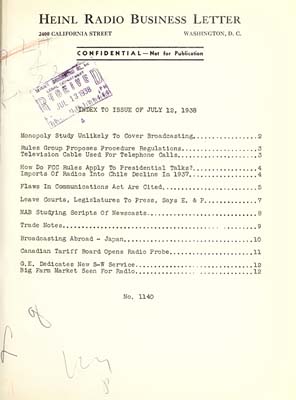 HEINL RADIO BUSINESS LETTER
2400 CALIFORNIA STREET WASHINGTON, D. C.
CONFIDENTIAL—Not for Publication
RECEIVED
JUL 13 1938
INDEX TO ISSUE OF JULY 12, 1938
Monopoly Study Unlikely To Cover Broadcasting..................2
Rules Group Proposes Procedure Regulations.....................3
Television Cable Used For Telephone Calls......................3
How Do FCC Rules Apply To Presidential Talks?..................4
Imports Of Radios Into Chile Decline In 1937...................4
Flaws In Communications Act Are Cited..........................5
Leave Courts, Legislatures To Press, Says E. & P...............7
NAB Studying Scripts Of Newscasts..............................8
Trade Notes....................................................9
Broadcasting Abroad - Japan....................................10
Canadian Tariff Board Opens Radio Probe........................11
G.E. Dedicates New S-W Service.................................12
Big Farm Market Seen For Radio.................................12
No. 1140